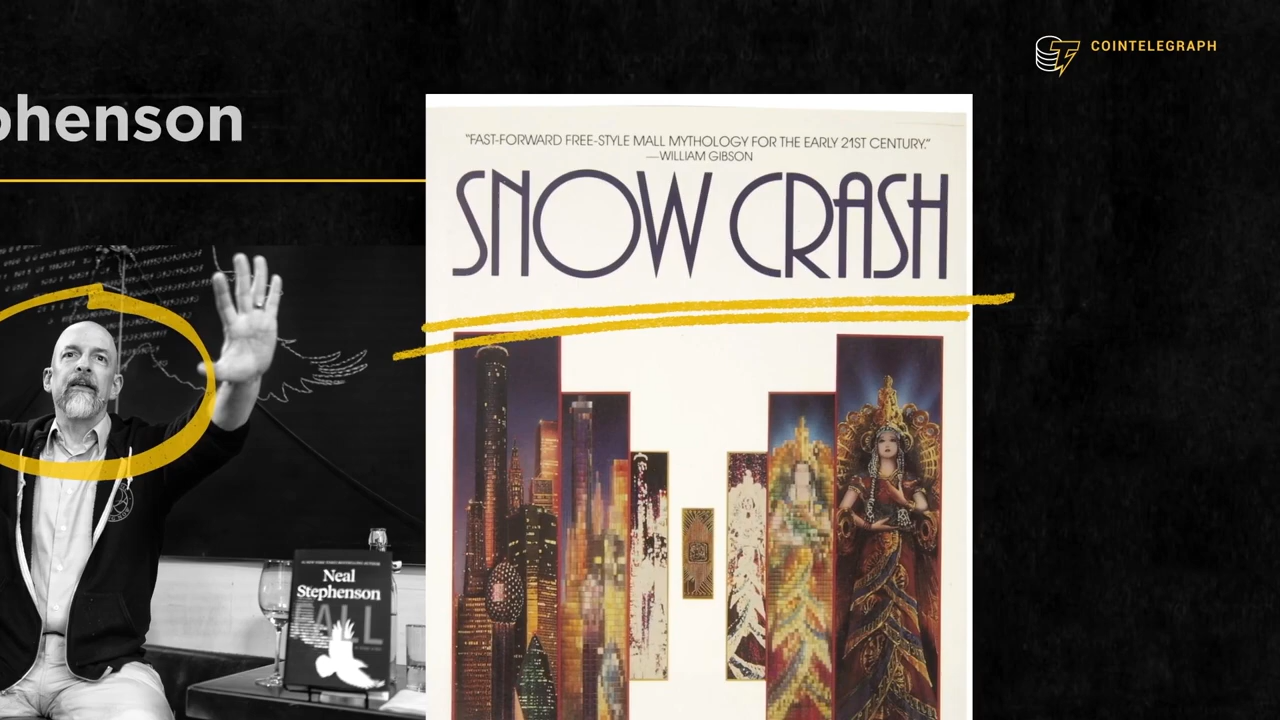 COINTELEGRAPH
phenson
"FAST-FORWARD FREE-STYLE MALL MYTHOLOGY FOR THE EARLY 21ST CENTURY."
—WILLIAM GIBSON
SNOW CRASH
Neal
Stephenson